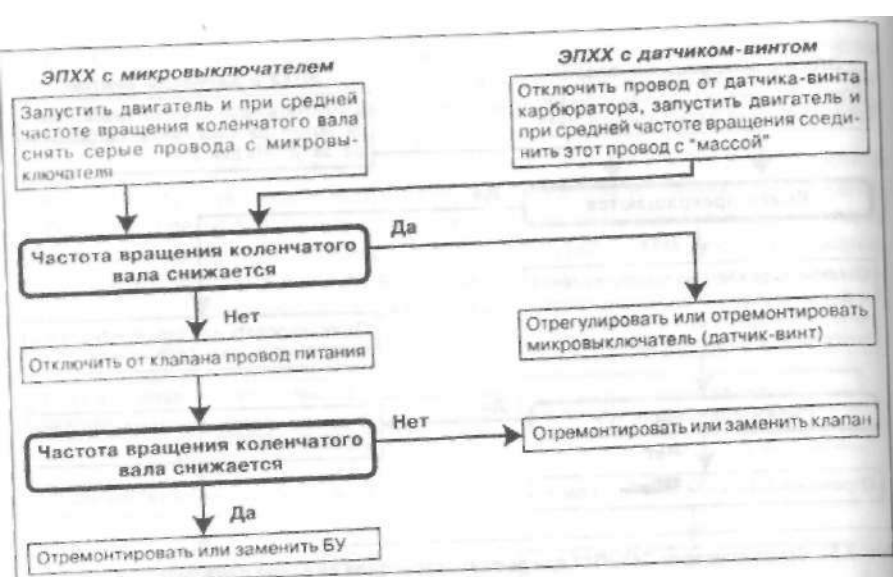 ЭПХХ с микровыключателем
Запустить двигатель и при средней
частоте вращения коленчатого вала
снять серые провода с микровы-
ключателя
ЭПХХ с датчиком-винтом
Отключить провод от датчика-винта
карбюратора, запустить двигатель и
при средней частоте вращения соеди-
нить этот провод с "массой"
Частота вращения коленчатого
вала снижается
Да
Нет
Отрегулировать или отремонтировать
микровыключатель (датчик-винт)
Отключить от клапана провод питания
Частота вращения коленчатого
вала снижается
Нет
Отремонтировать или заменить клапан
Да
Отремонтировать или заменить БУ